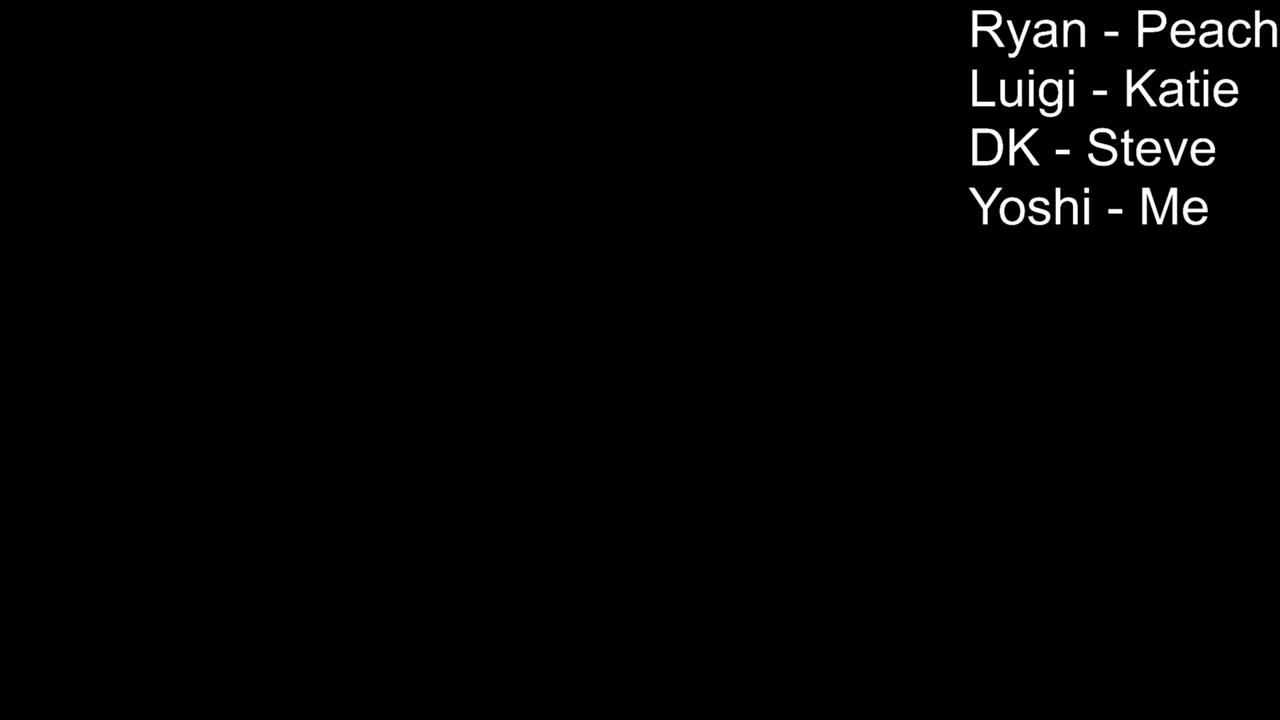 Ryan - Peach
Luigi - Katie
DK - Steve
Yoshi - Me